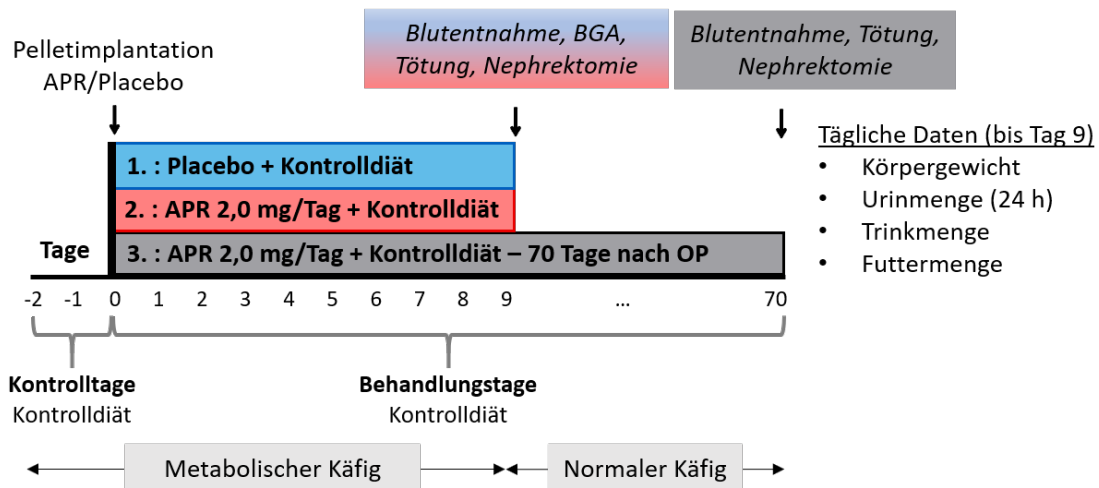 Pelletimplantation
APR/Placebo
Blutentnahme, BGA,
Tötung, Nephrektomie
Blutentnahme, Tötung,
Nephrektomie
1. : Placebo + Kontrolldiät
2. : APR 2,0 mg/Tag + Kontrolldiät
3. : APR 2,0 mg/Tag + Kontrolldiät – 70 Tage nach OP
Tage
-2 -1 0 1 2 3 4 5 6 7 8 9 ... 70
Tägliche Daten (bis Tag 9)
• Körpergewicht
• Urinmenge (24 h)
• Trinkmenge
• Futtermenge
Kontrolltage
Kontrolldiät
Behandlungstage
Kontrolldiät
Metabolischer Käfig
Normaler Käfig